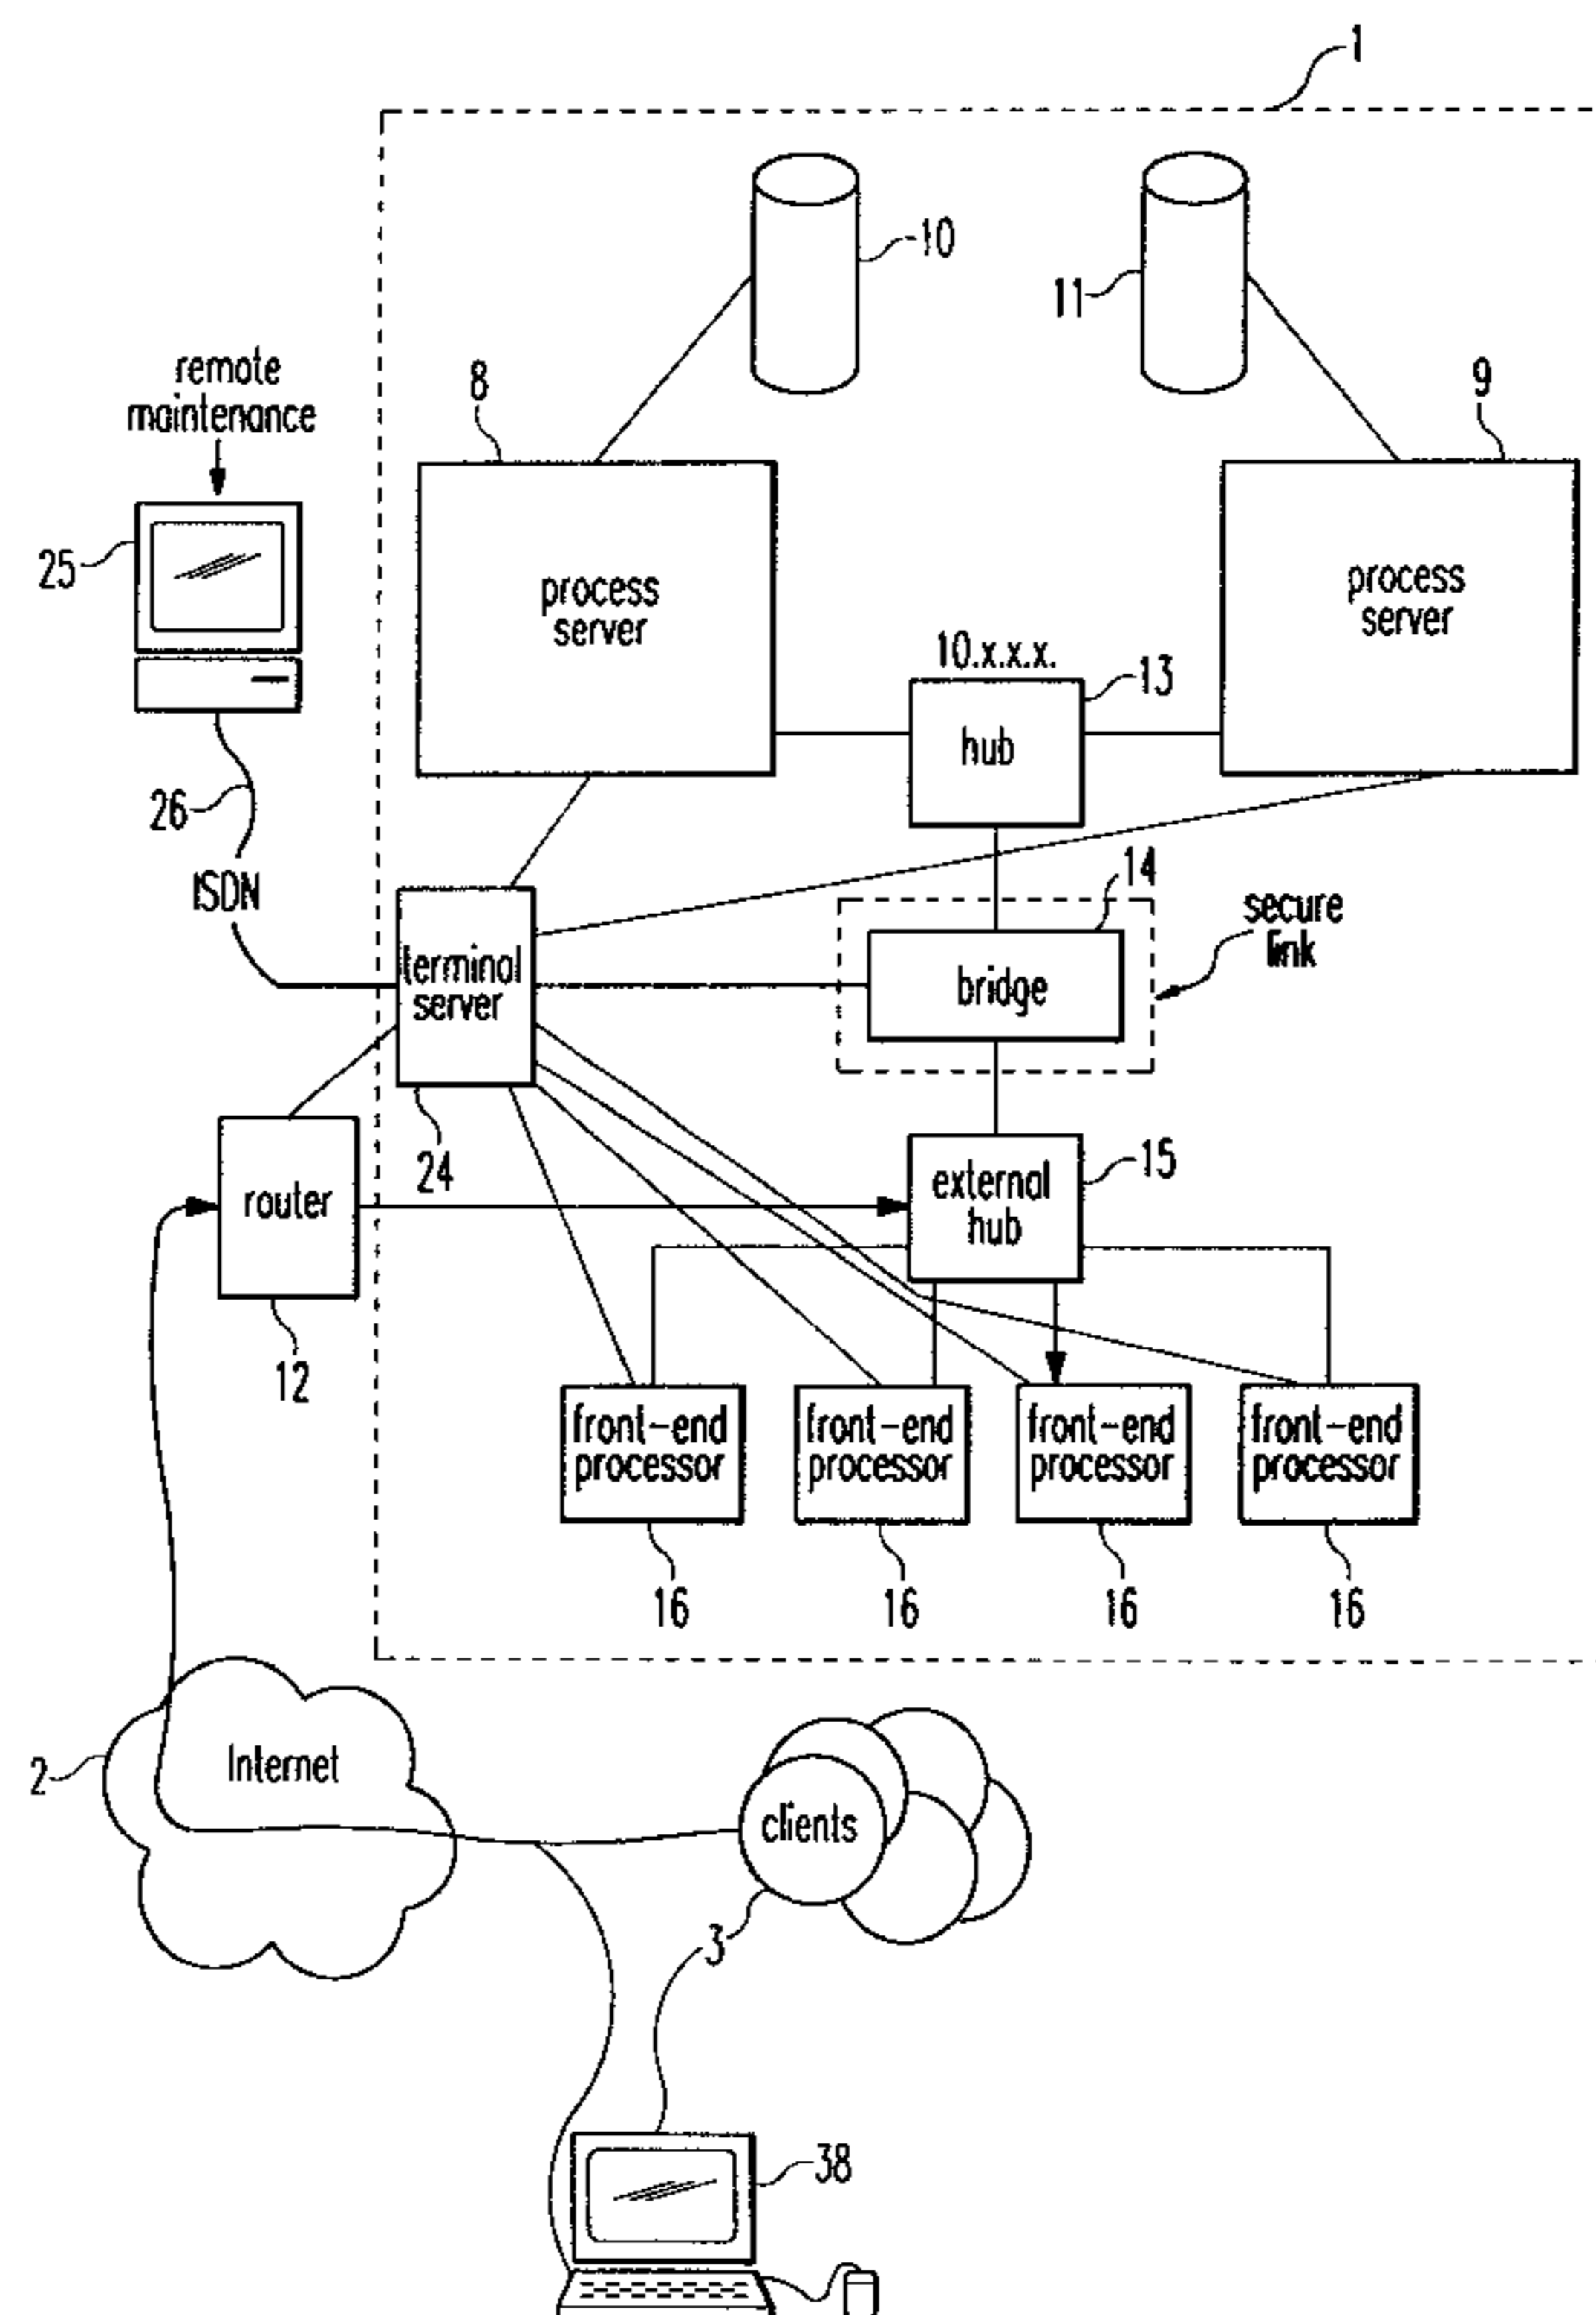 1
10
11
remote
maintenance
8
9
25
process
server
process
server
10.x.x.x.
13
hub
26
14
ISDN
secure
link
terminal
server
bridge
24
15
router
external
hub
12
front-end
processor
front-end
processor
front-end
processor
front-end
processor
16
16
16
16
2
Internet
clients
3
38